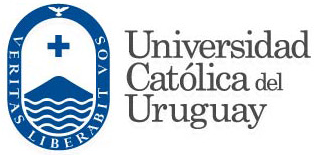 VERITAS LIBERABIT VOS
Universidad
Católica del
Uruguay